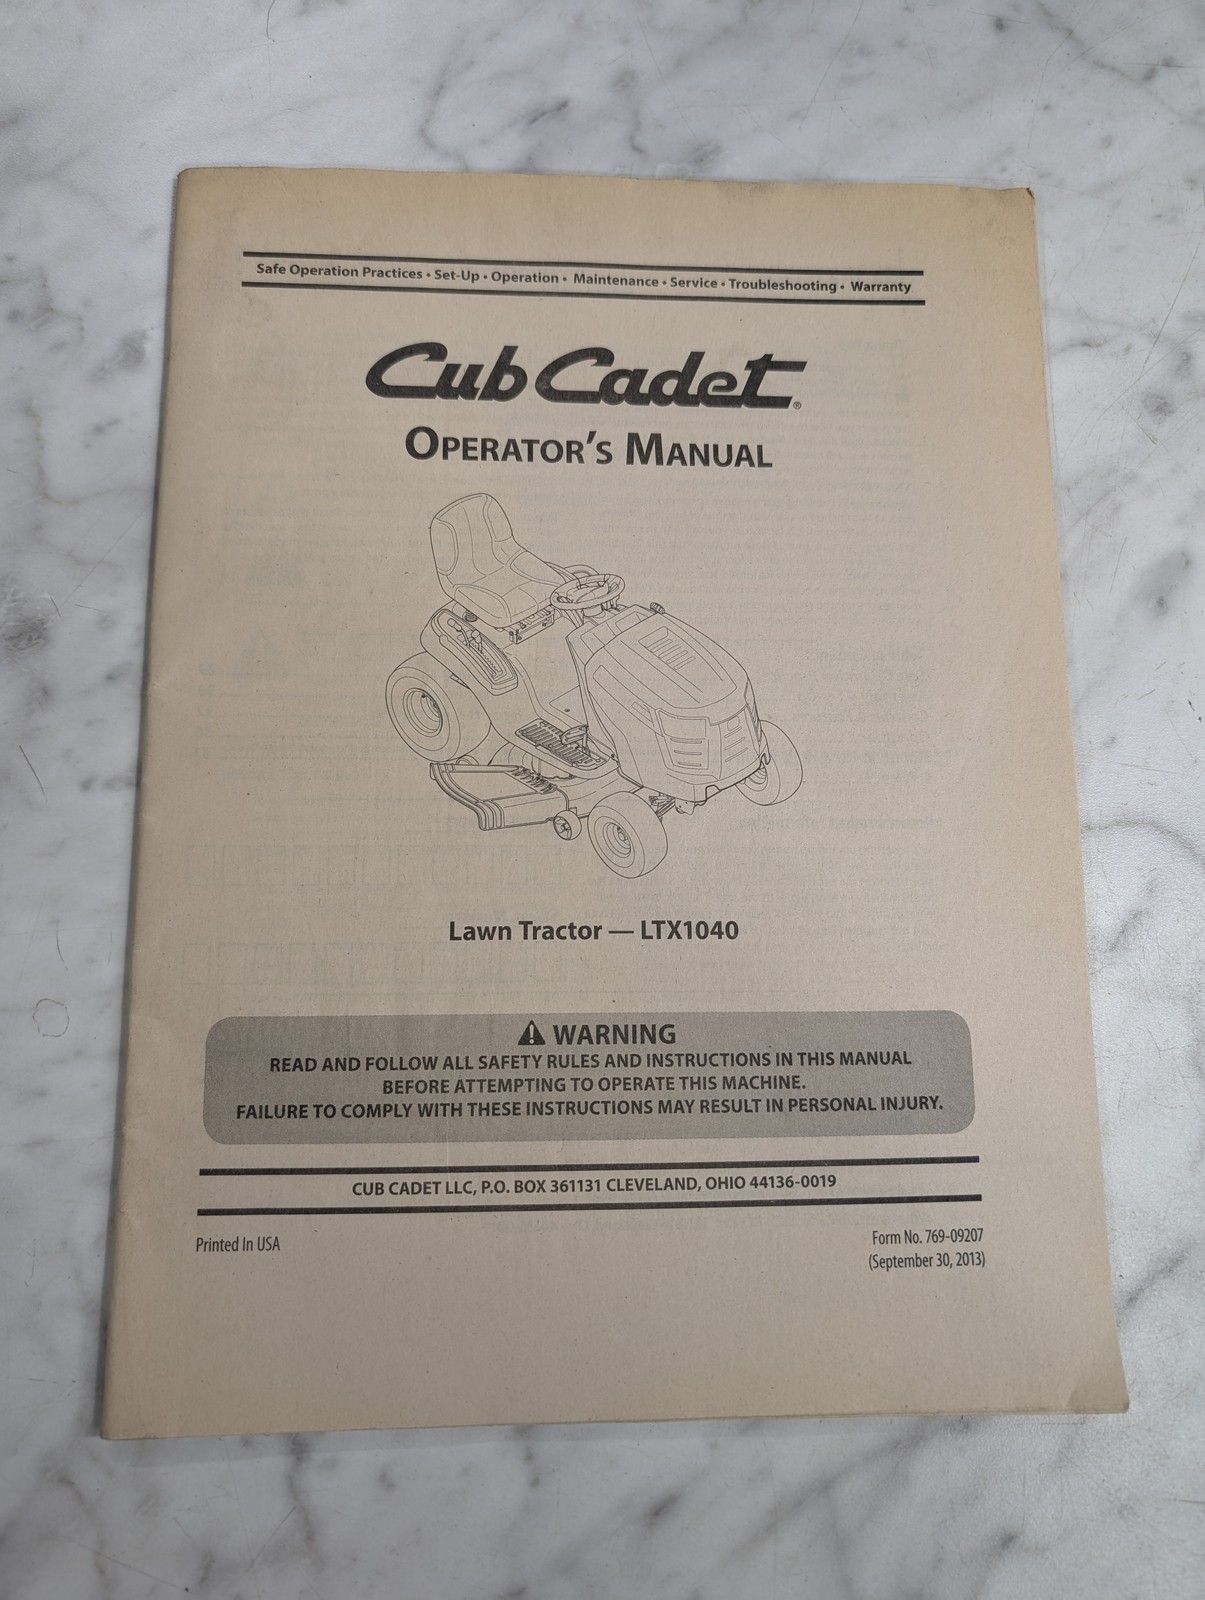 Safe Operation Practices • Set-Up • Operation • Maintenance • Service • Troubleshooting • Warranty
Cub Cadet®
Operator's Manual
Lawn Tractor — LTX1040
WARNING
READ AND FOLLOW ALL SAFETY RULES AND INSTRUCTIONS IN THIS MANUAL
BEFORE ATTEMPTING TO OPERATE THIS MACHINE.
FAILURE TO COMPLY WITH THESE INSTRUCTIONS MAY RESULT IN PERSONAL INJURY.
CUB CADET LLC, P.O. BOX 361131 CLEVELAND, OHIO 44136-0019
Printed In USA
Form No. 769-09207
(September 30, 2013)